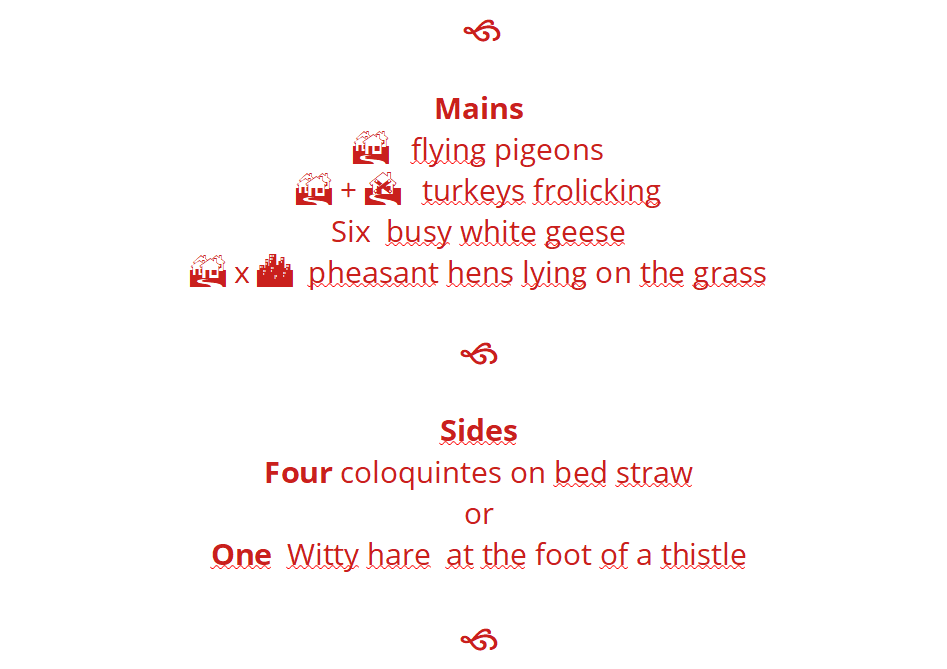 Mains
flying pigeons
+ turkeys frolicking
Six busy white geese
x pheasant hens lying on the grass
Sides
Four coloquintes on bed straw
or
One Witty hare at the foot of a thistle